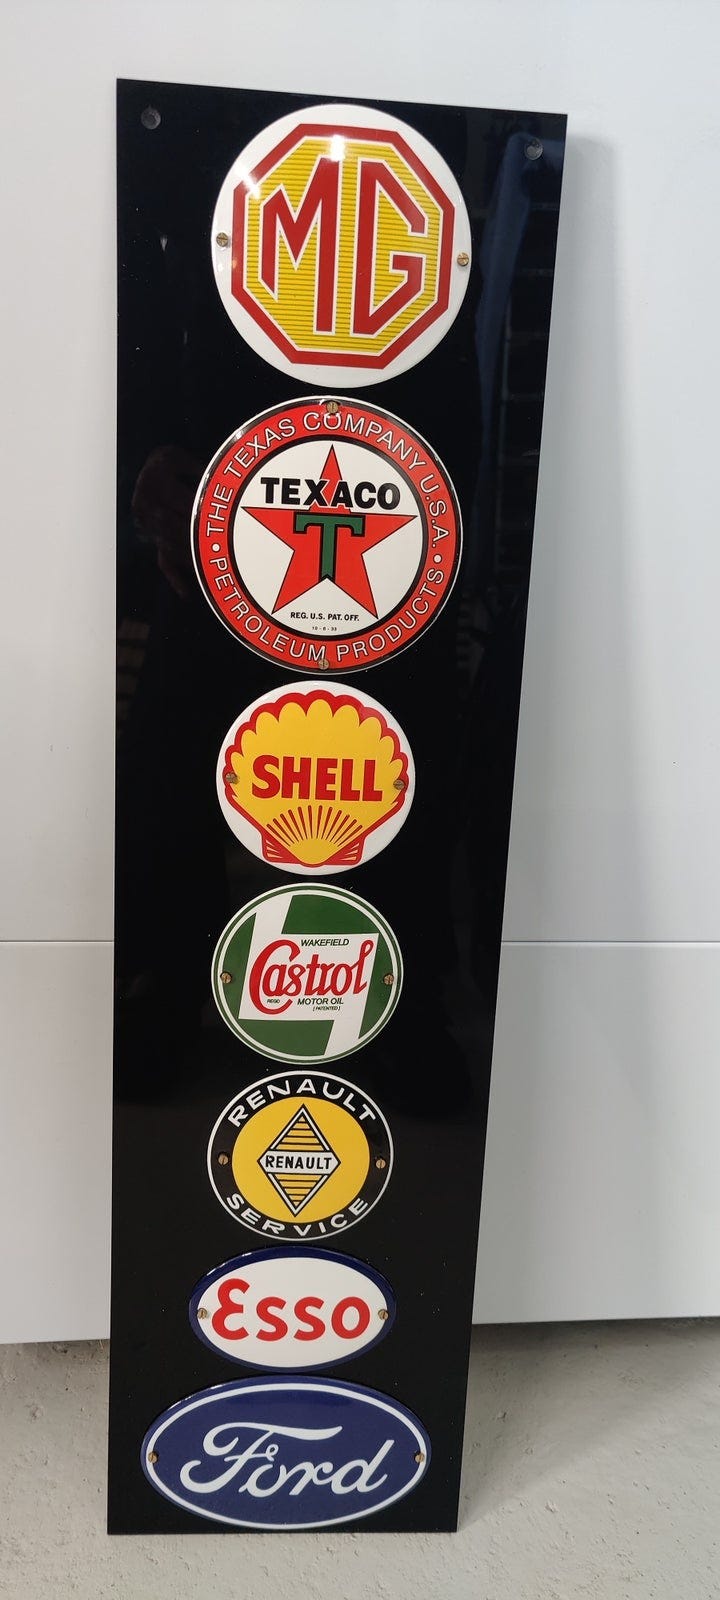 MG
THE TEXAS COMPANY U.S.A.
TEXACO
T
REG. U.S. PAT. OFF.
• PETROLEUM PRODUCTS •
SHELL
WAKEFIELD
Castrol
REGD MOTOR OIL
(PATENTED)
RENAULT
RENAULT
SERVICE
Esso
Ford